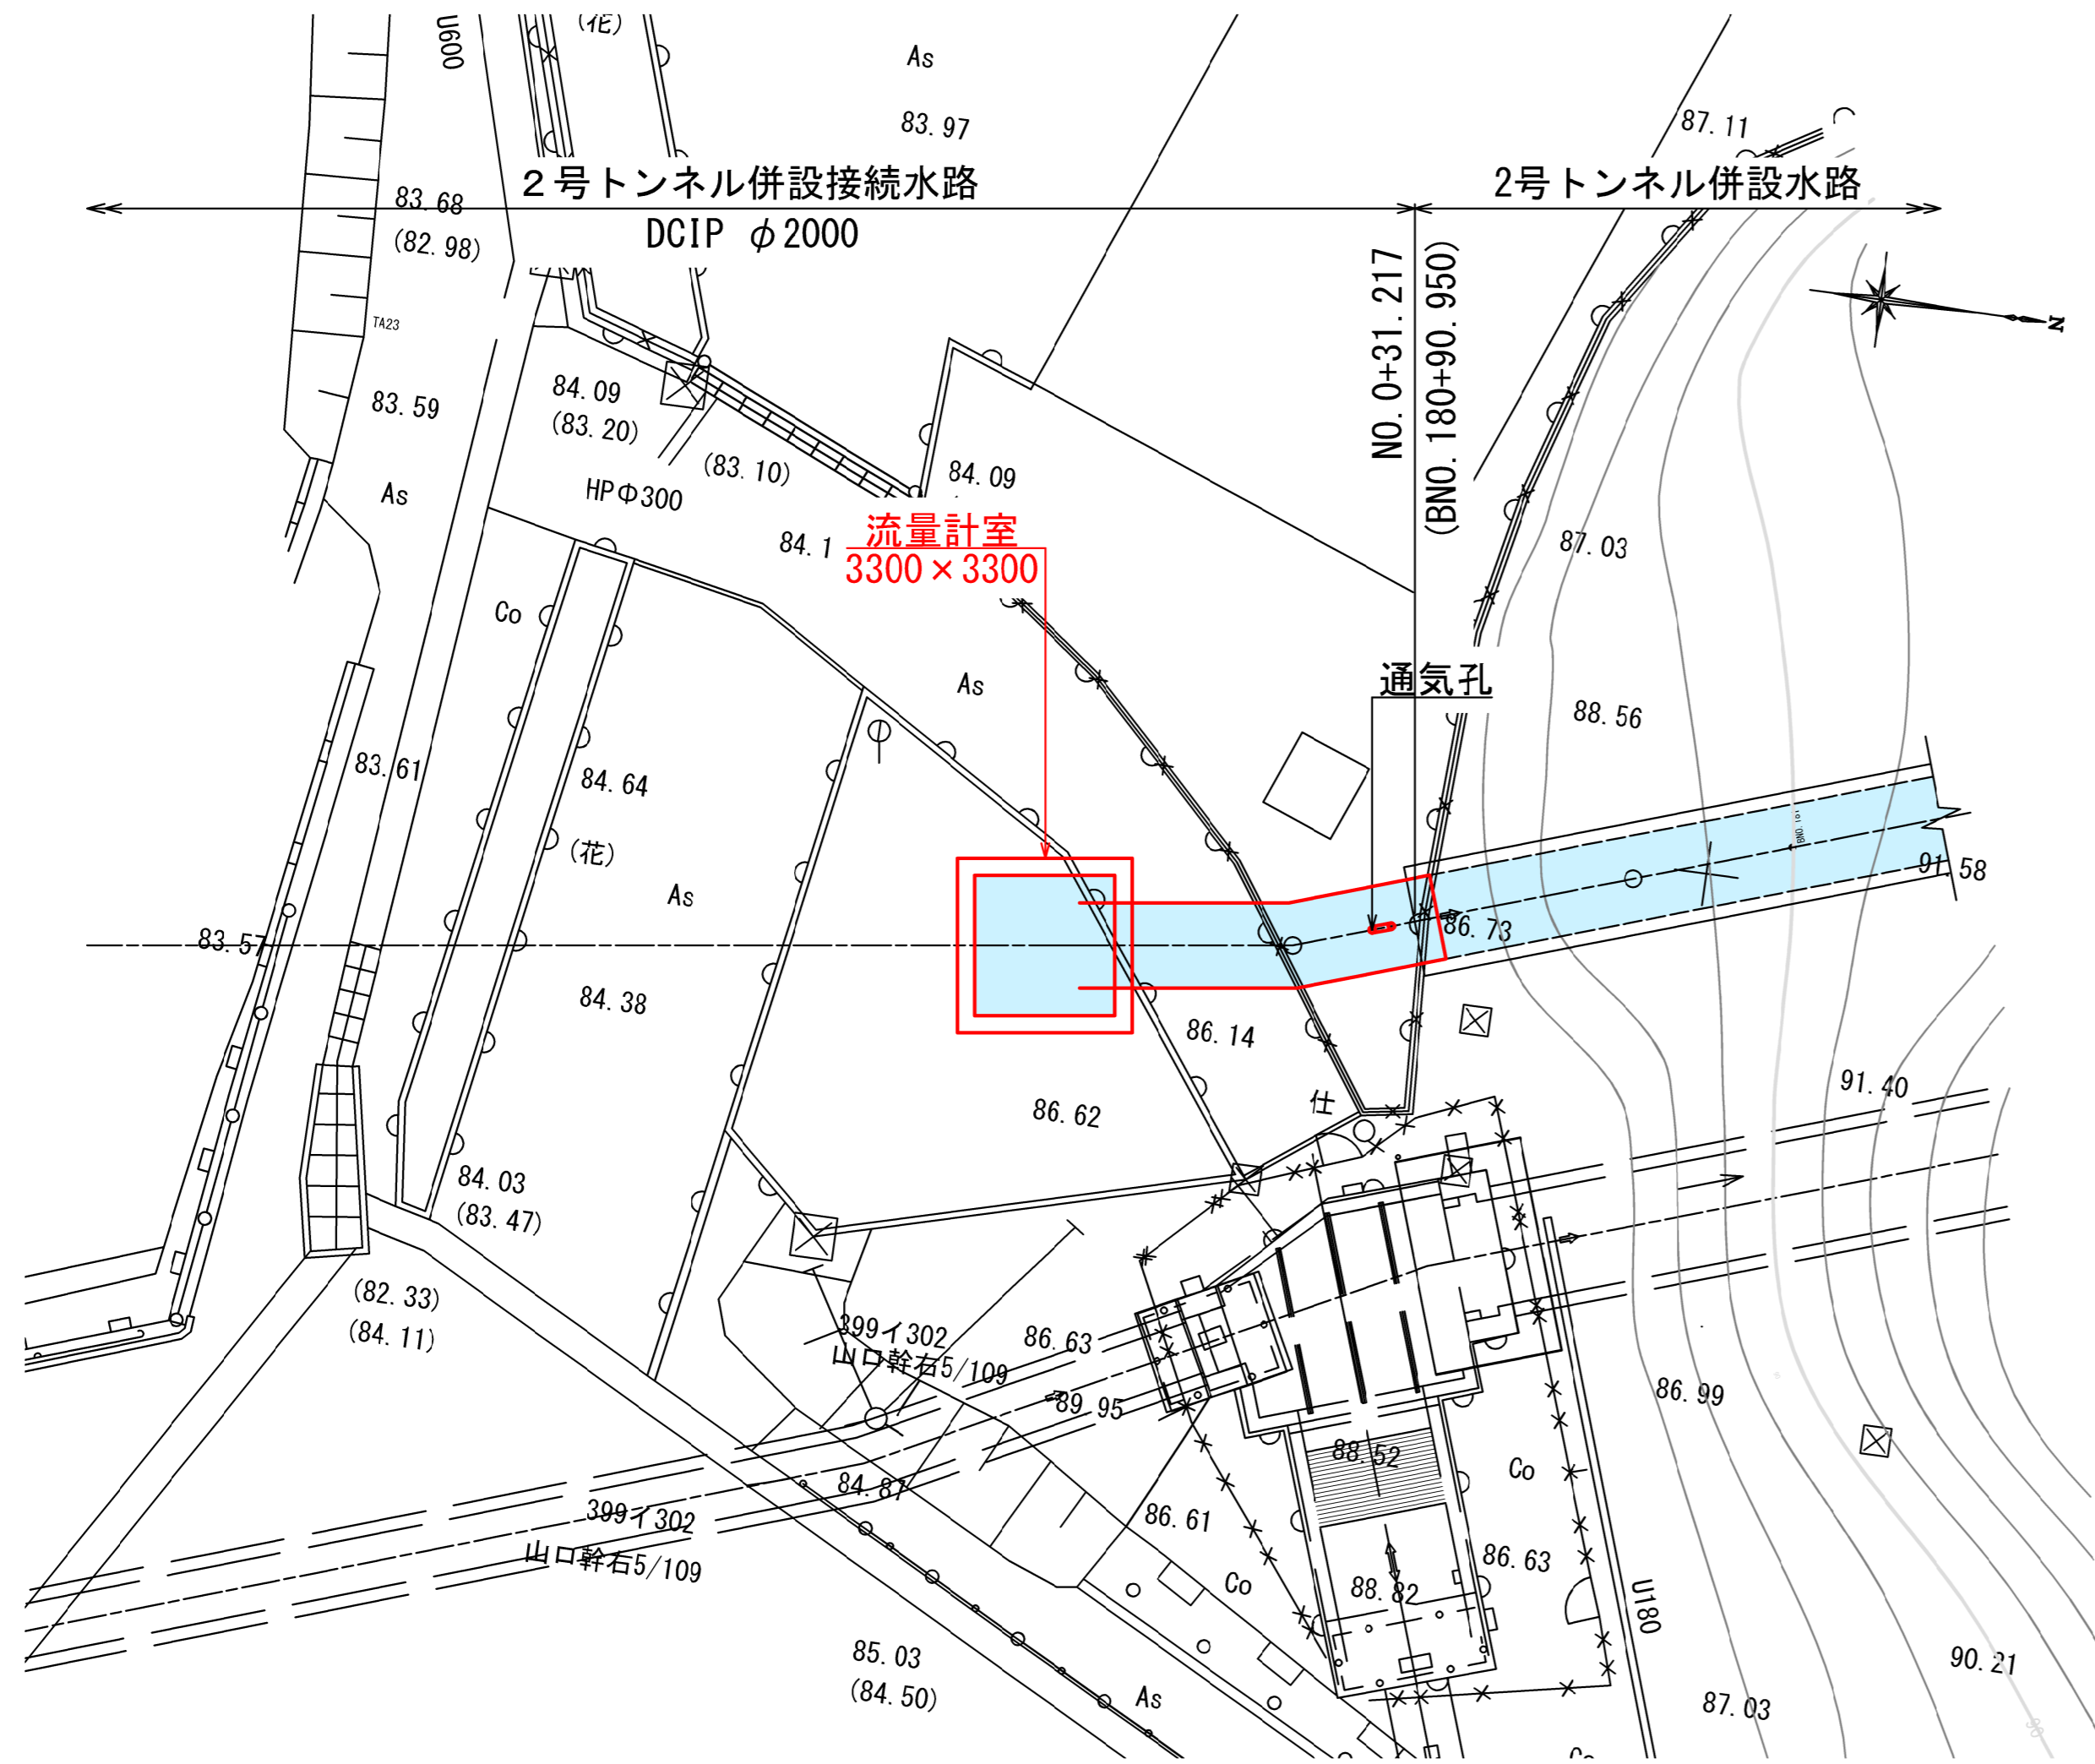 U600
(花)
As
83.97
87.11
２号トンネル併設接続水路
2号トンネル併設水路
83.68
(82.98)
DCIP φ2000
NO.0+31.217
(BNO.180+90.950)
N
TA23
83.59
84.09
(83.20)
(83.10)
84.09
As
HPΦ300
流量計室
3300×3300
84.1
87.03
Co
As
通気孔
88.56
83.61
84.64
(花)
As
BNO.181
91.58
83.57
86.73
84.38
86.14
86.62
仕
91.40
84.03
(83.47)
(82.33)
(84.11)
399イ302
山口幹右5/109
86.63
89.95
86.99
88.52
Co
84.87
399イ302
山口幹右5/109
86.61
86.63
Co
88.82
U180
85.03
(84.50)
As
90.21
87.03
90
Co